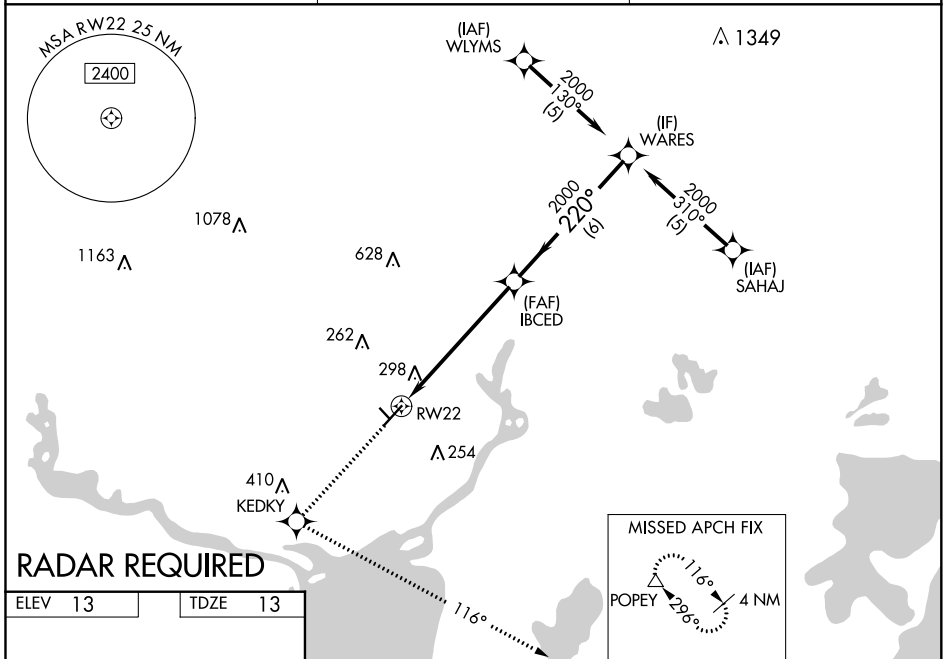 MSA RW22 25 NM
2400
(IAF)
WLYMS
1349
2000
130°
(5)
(IF)
WARES
2000
310°
(5)
(IAF)
SAHAJ
2000
220°
(6)
1078
1163
628
(FAF)
IBCED
262
298
RW22
254
410
KEDKY
116°
RADAR REQUIRED
ELEV 13
TDZE 13
MISSED APCH FIX
POPEY
116°
296°
4 NM